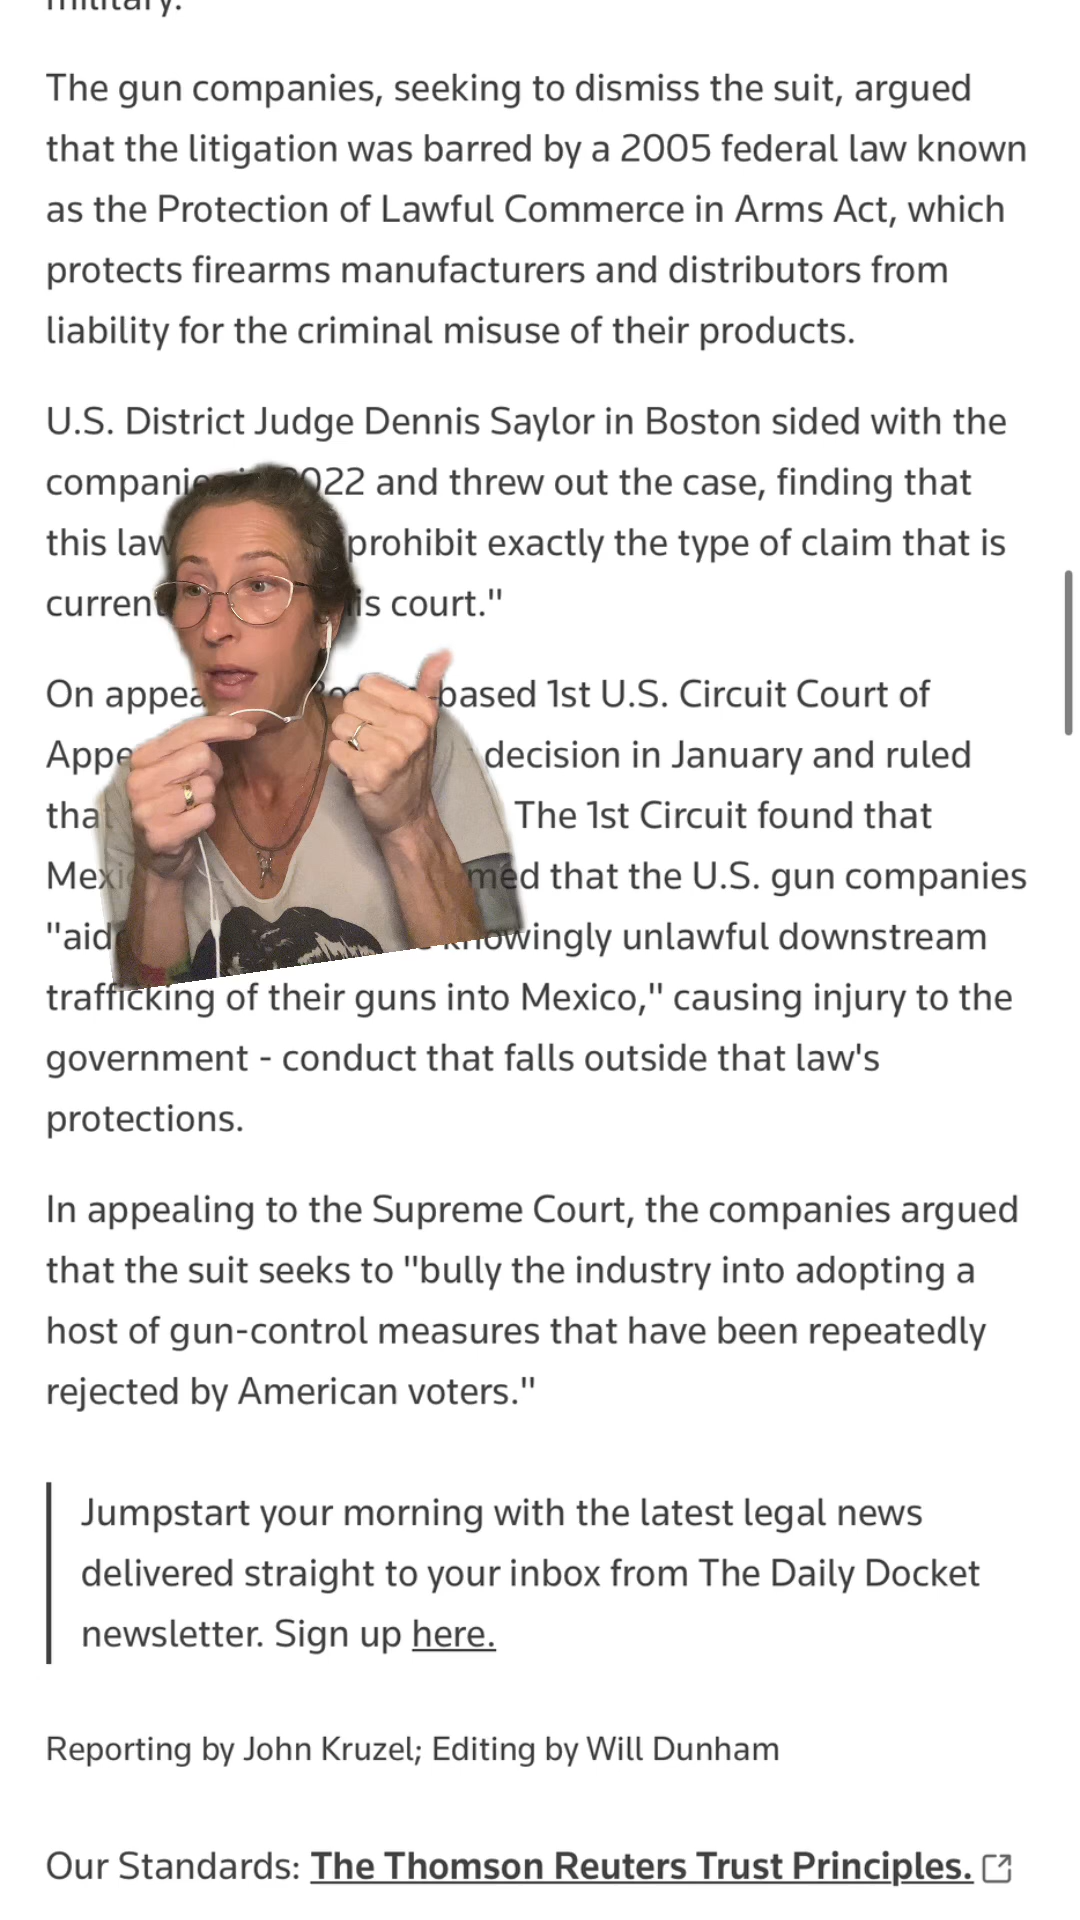 The gun companies, seeking to dismiss the suit, argued
that the litigation was barred by a 2005 federal law known
as the Protection of Lawful Commerce in Arms Act, which
protects firearms manufacturers and distributors from
liability for the criminal misuse of their products.
U.S. District Judge Dennis Saylor in Boston sided with the
022 and threw out the case, finding that
this law prohibit exactly the type of claim that is
court."
On based 1st U.S. Circuit Court of
decision in January and ruled
The 1st Circuit found that
that the U.S. gun companies
unlawful downstream
trafficking of their guns into Mexico," causing injury to the
government - conduct that falls outside that law's
protections.
In appealing to the Supreme Court, the companies argued
that the suit seeks to "bully the industry into adopting a
host of gun-control measures that have been repeatedly
rejected by American voters."
Jumpstart your morning with the latest legal news
delivered straight to your inbox from The Daily Docket
newsletter. Sign up here.
Reporting by John Kruzel; Editing by Will Dunham
Our Standards: The Thomson Reuters Trust Principles.